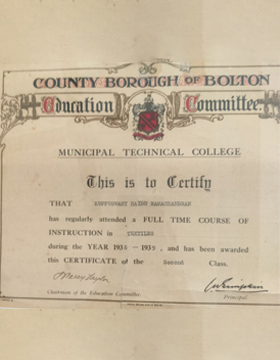 COUNTY BOROUGH OF BOLTON
Education Committee
MUNICIPAL TECHNICAL COLLEGE
This is to Certify
THAT
has regularly attended a FULL TIME COURSE OF
INSTRUCTION in TEXTILES
during the YEAR 1938 - 1939, and has been awarded
this CERTIFICATE of the Second Class.
Chairman of the Education Committee.
Principal.